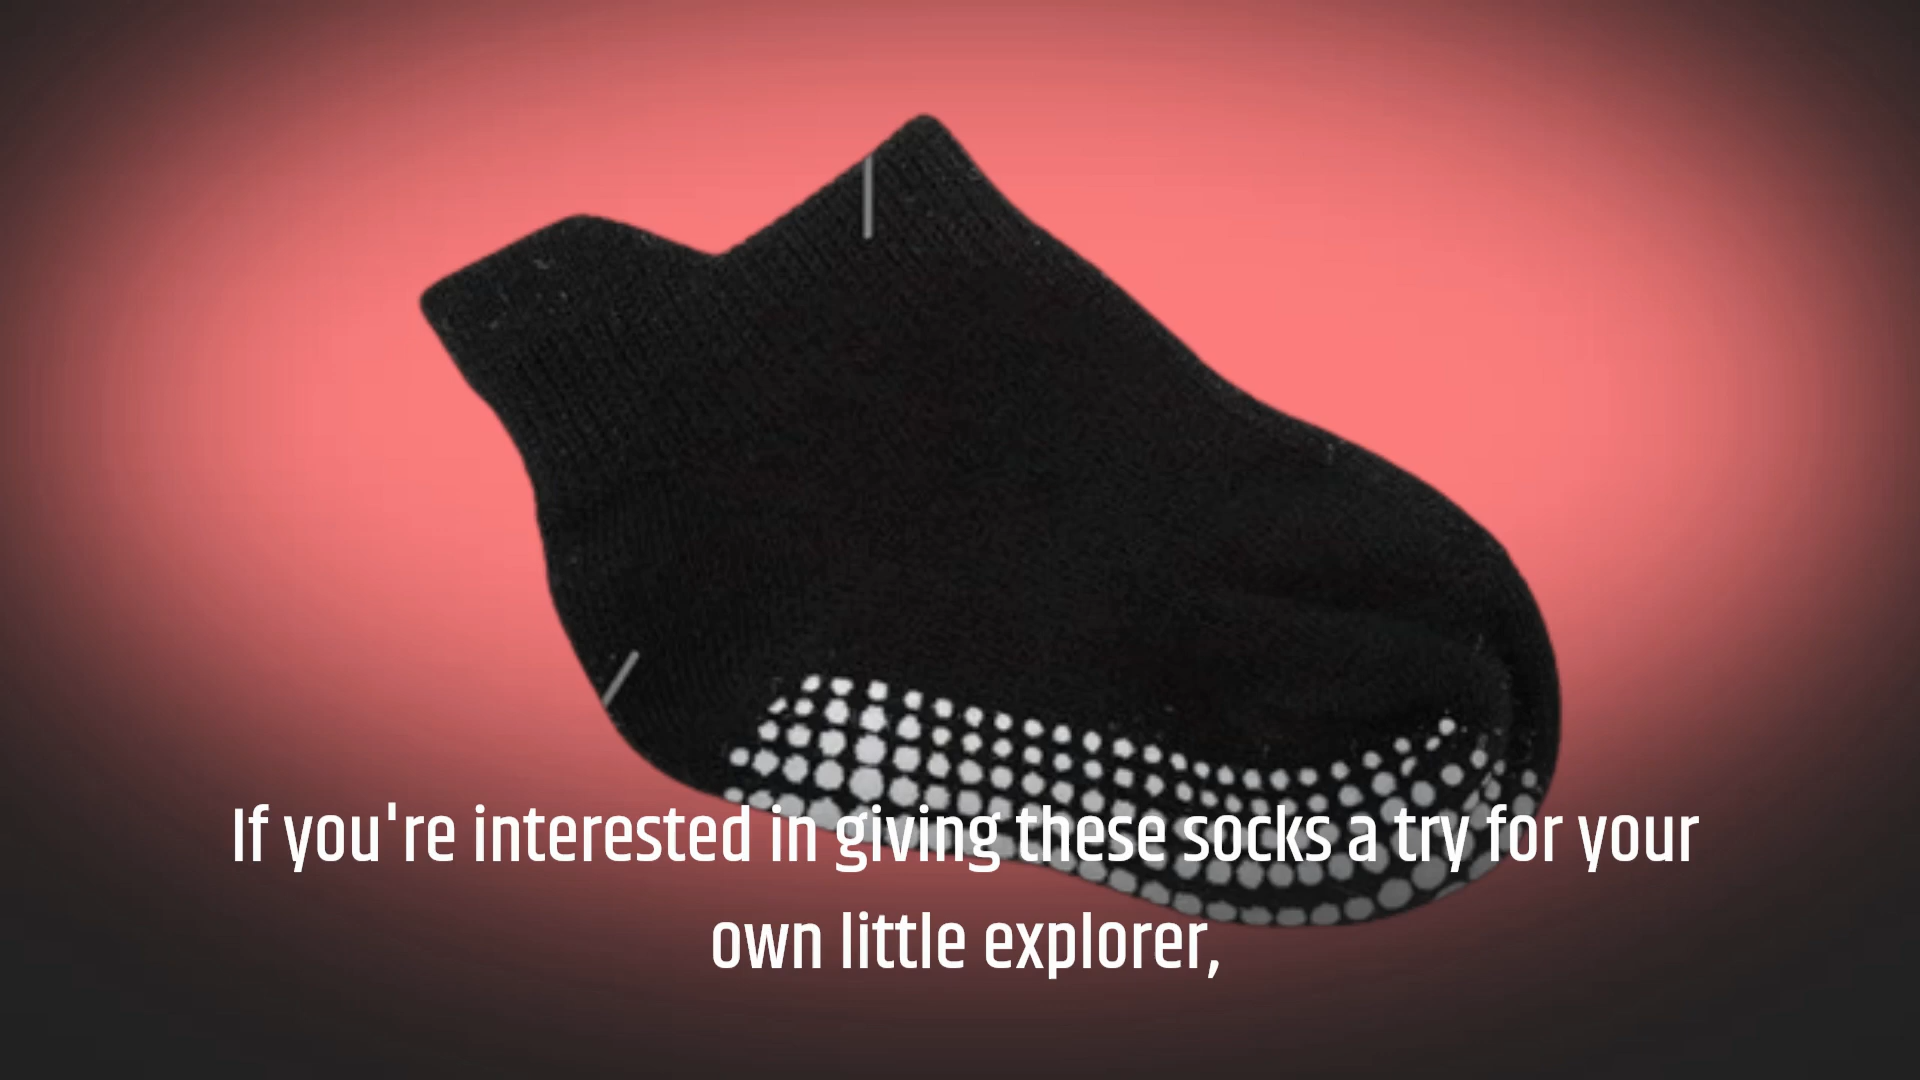 If you're interested in giving these socks a try for your
own little explorer,